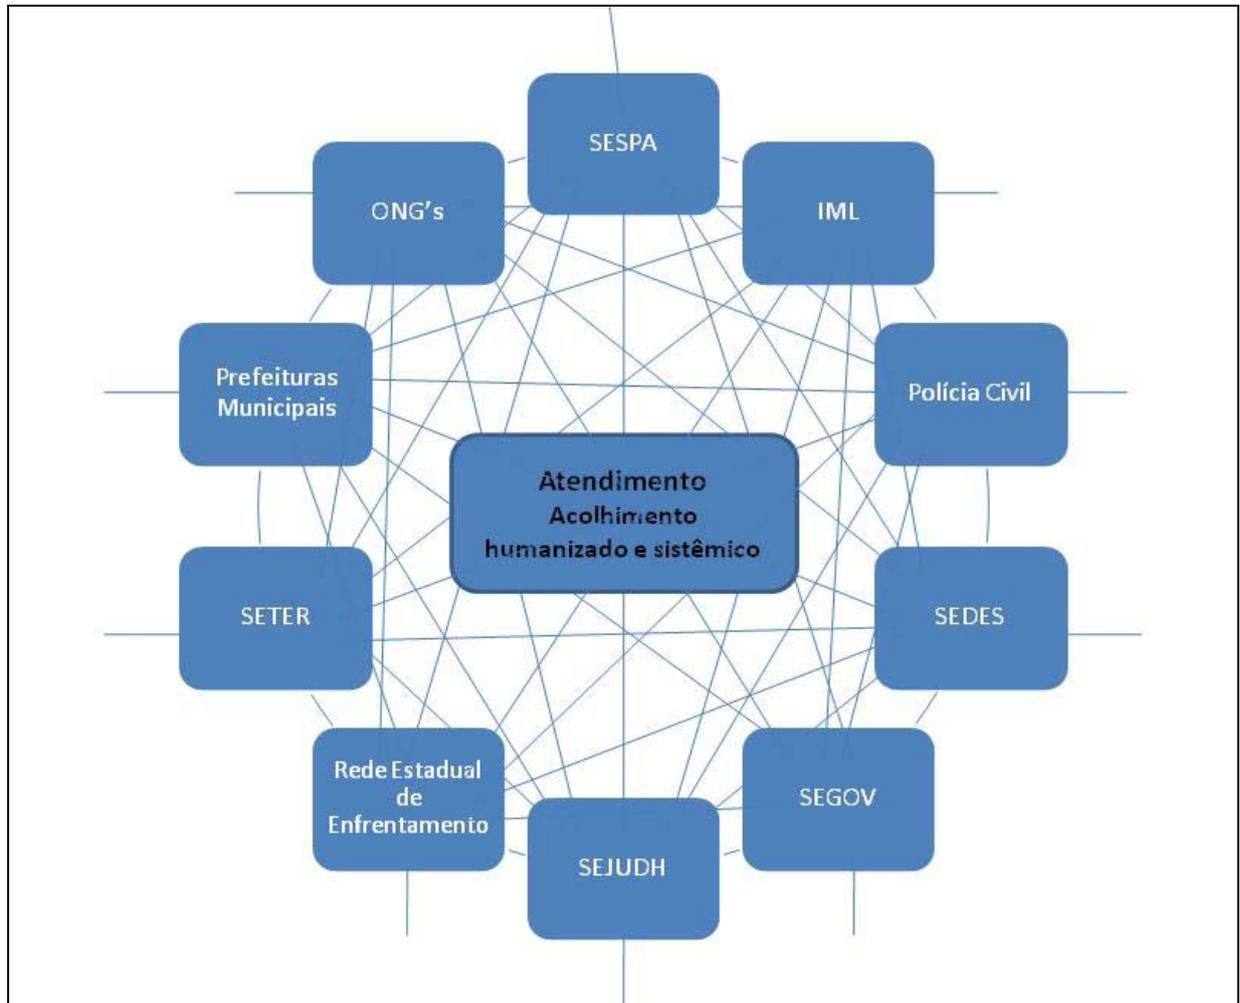 SESPA
ONG's
IML
Prefeituras
Municipais
Polícia Civil
Atendimento
Acolhimento
humanizado e sistêmico
SETER
SEDES
Rede Estadual
de
Enfrentamento
SEGOV
SEJUDH